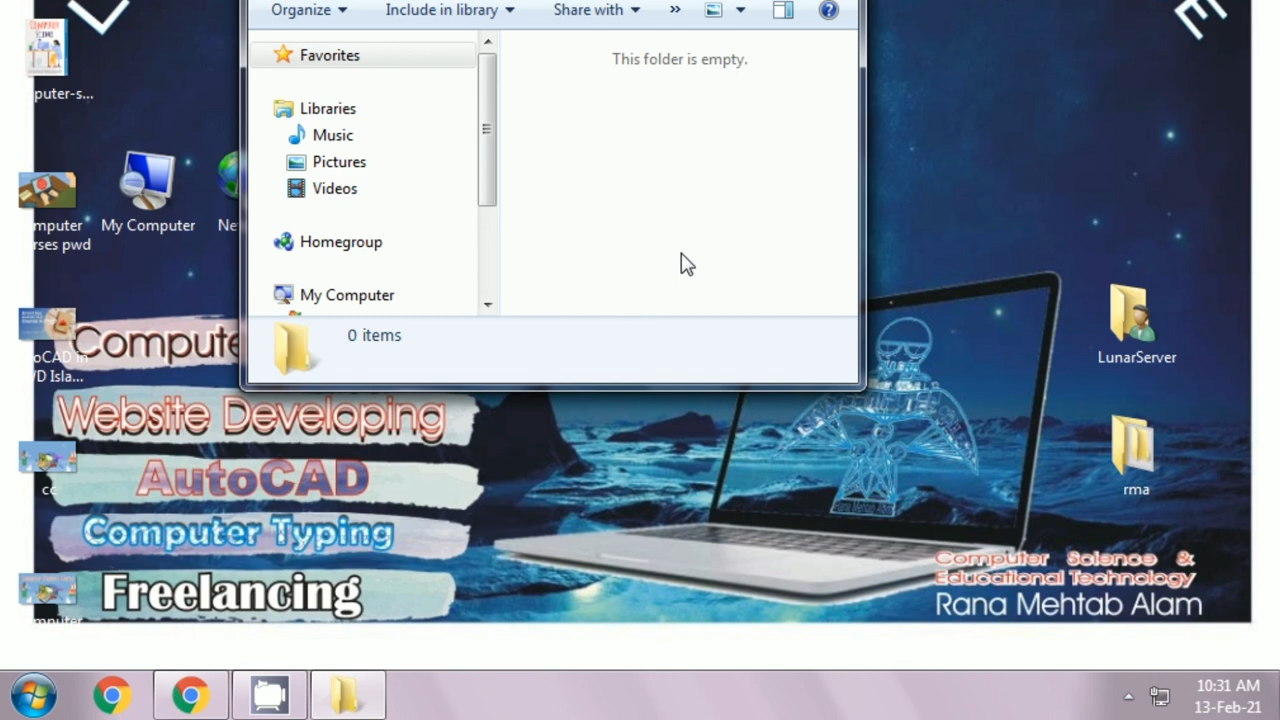 Organize
Include in library
Share with
»
Favorites
This folder is empty.
Libraries
Music
Pictures
Videos
Homegroup
My Computer
0 items
puter-s...
My Computer
Ne
mputer
rses pwd
oCAD in
D Isla...
cc
mputer
Compute
Website Developing
AutoCAD
Computer Typing
Freelancing
LunarServer
rma
Computer Science &
Educational Technology
Rana Mehtab Alam
10:31 AM
13-Feb-21